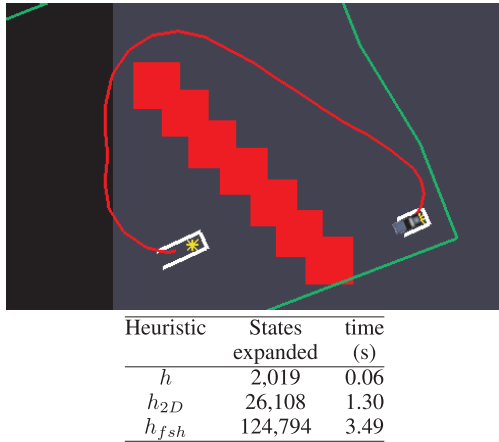 Heuristic States time
expanded (s)
h 2,019 0.06
h2D 26,108 1.30
hfsh 124,794 3.49